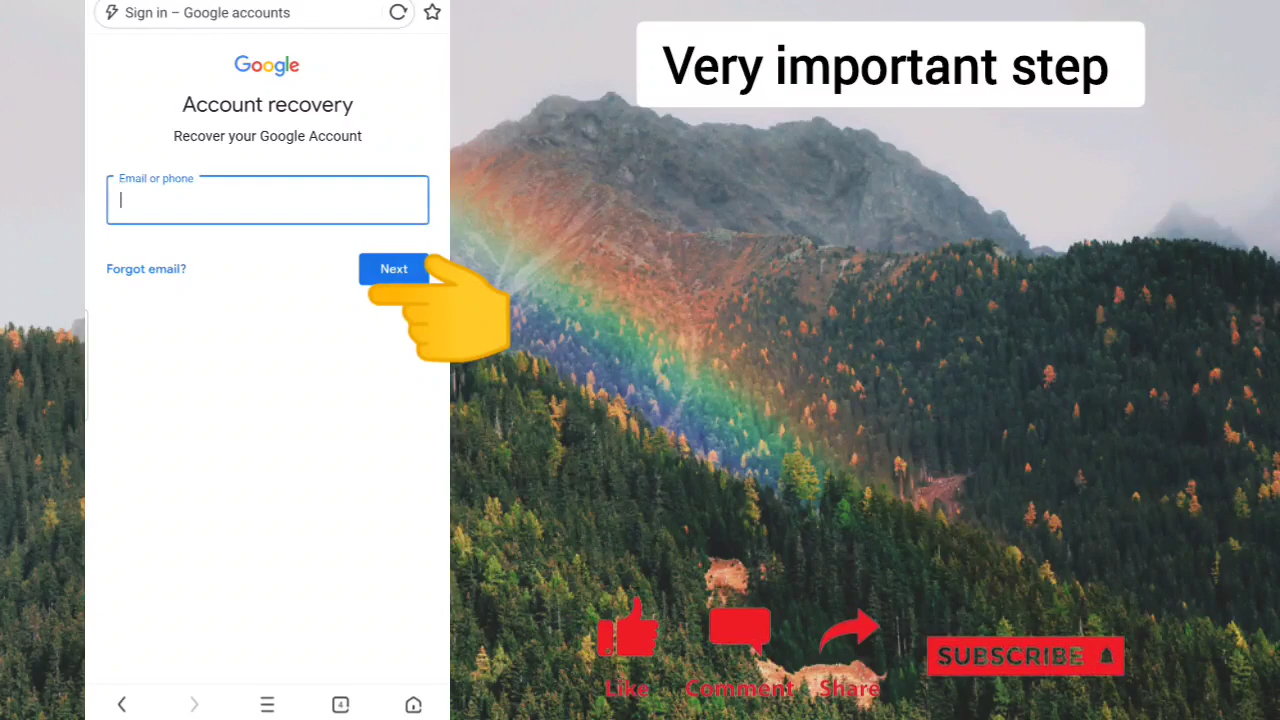 Sign in – Google accounts
Google
Account recovery
Recover your Google Account
Email or phone
Forgot email?
Next
4
Very important step
Like
Comment
Share
SUBSCRIBE